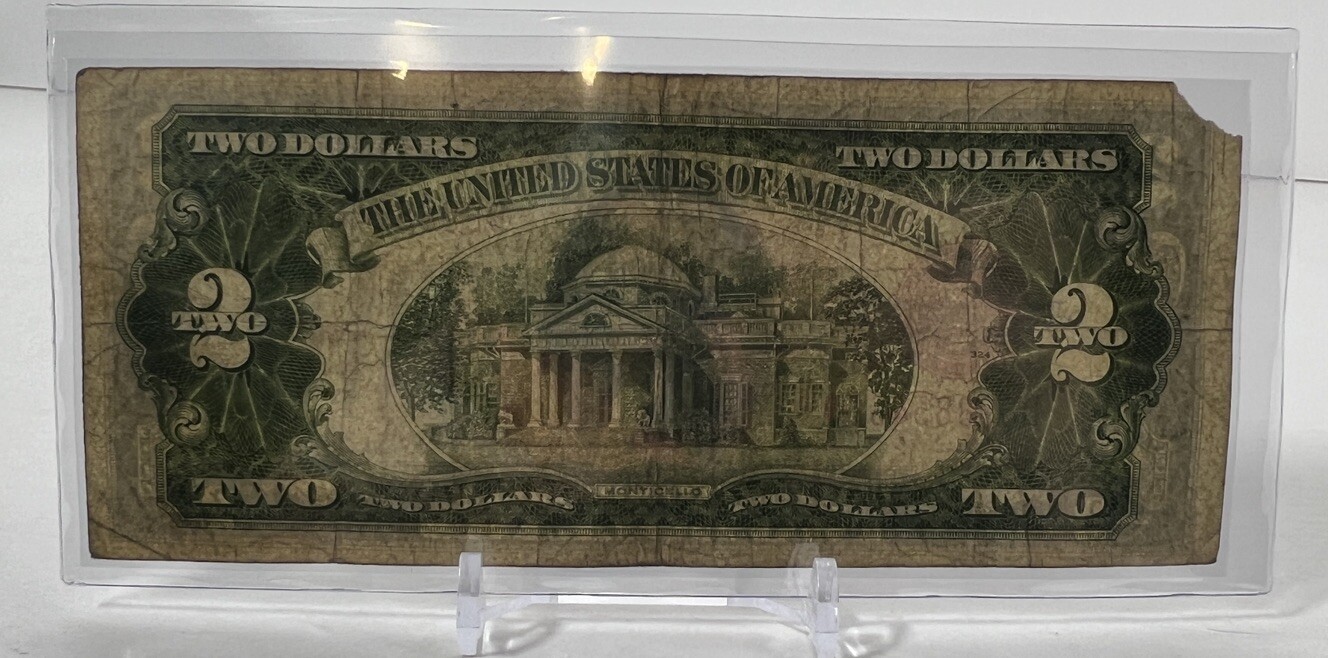 TWO DOLLARS TWO DOLLARS
THE UNITED STATES OF AMERICA
2 2
TWO TWO
324
MONTICELLO
TWO TWO DOLLARS TWO DOLLARS TWO